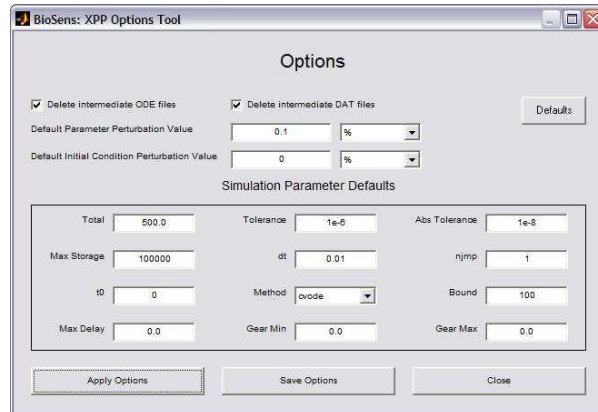 BioSens: XPP Options Tool
Options
Delete intermediate ODE files Delete intermediate DAT files Defaults
Default Parameter Perturbation Value 0.1 %
Default Initial Condition Perturbation Value 0 %
Simulation Parameter Defaults
Total 500.0 Tolerance 1e-6 Abs Tolerance 1e-8
Max Storage 100000 dt 0.01 njmp 1
t0 0 Method cvode Bound 100
Max Delay 0.0 Gear Min 0.0 Gear Max 0.0
Apply Options Save Options Close